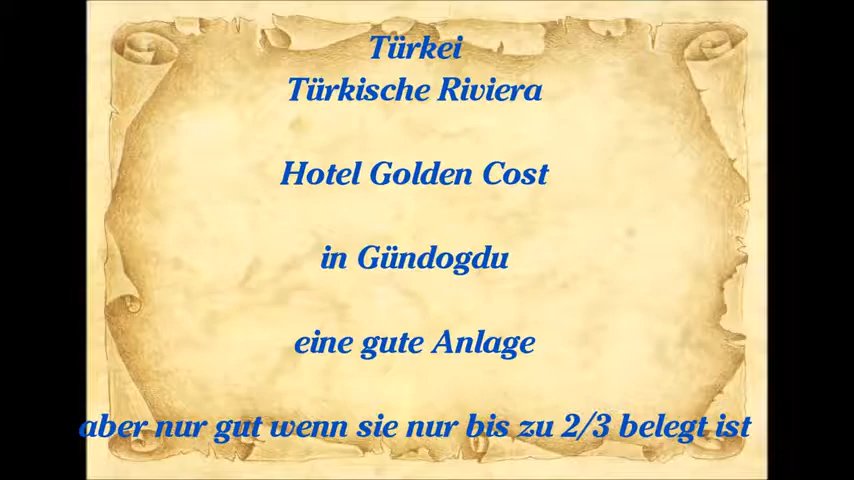 Türkei
Türkische Riviera
Hotel Golden Cost
in Gündogdu
eine gute Anlage
aber nur gut wenn sie nur bis zu 2/3 belegt ist